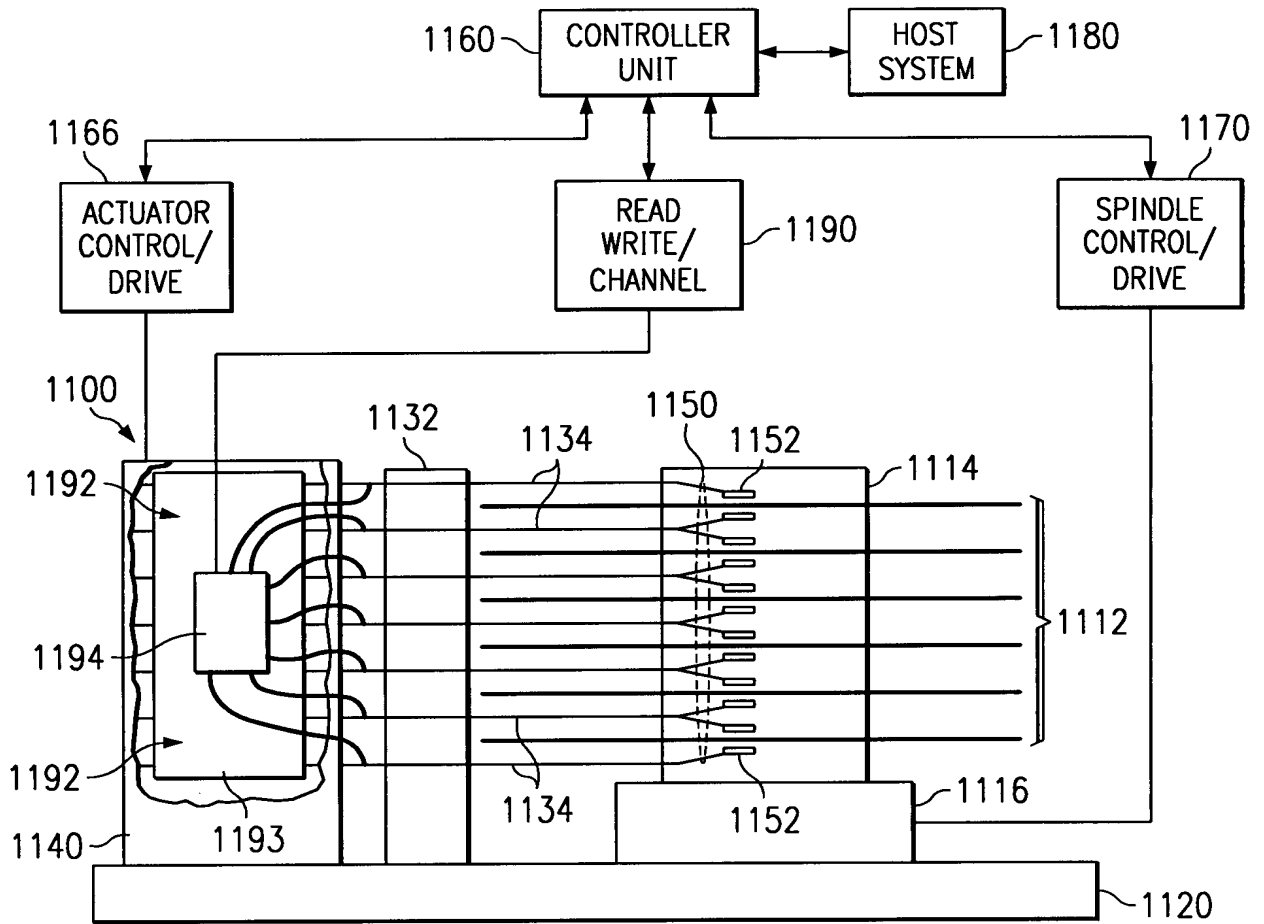 1160
CONTROLLER
UNIT
HOST
SYSTEM
1180
1166
ACTUATOR
CONTROL/
DRIVE
READ
WRITE/
CHANNEL
1190
1170
SPINDLE
CONTROL/
DRIVE
1100
1132
1134
1150
1152
1114
1192
1194
1112
1192
1193
1134
1152
1116
1140
1120